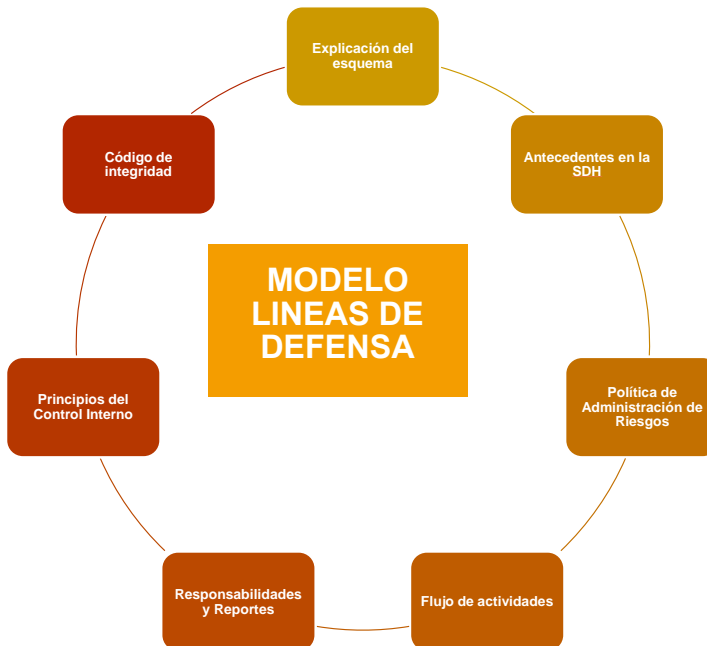 Explicación del
esquema
Antecedentes en la
SDH
Política de
Administración de
Riesgos
Flujo de actividades
Responsabilidades
y Reportes
Principios del
Control Interno
Código de
integridad
MODELO
LINEAS DE
DEFENSA